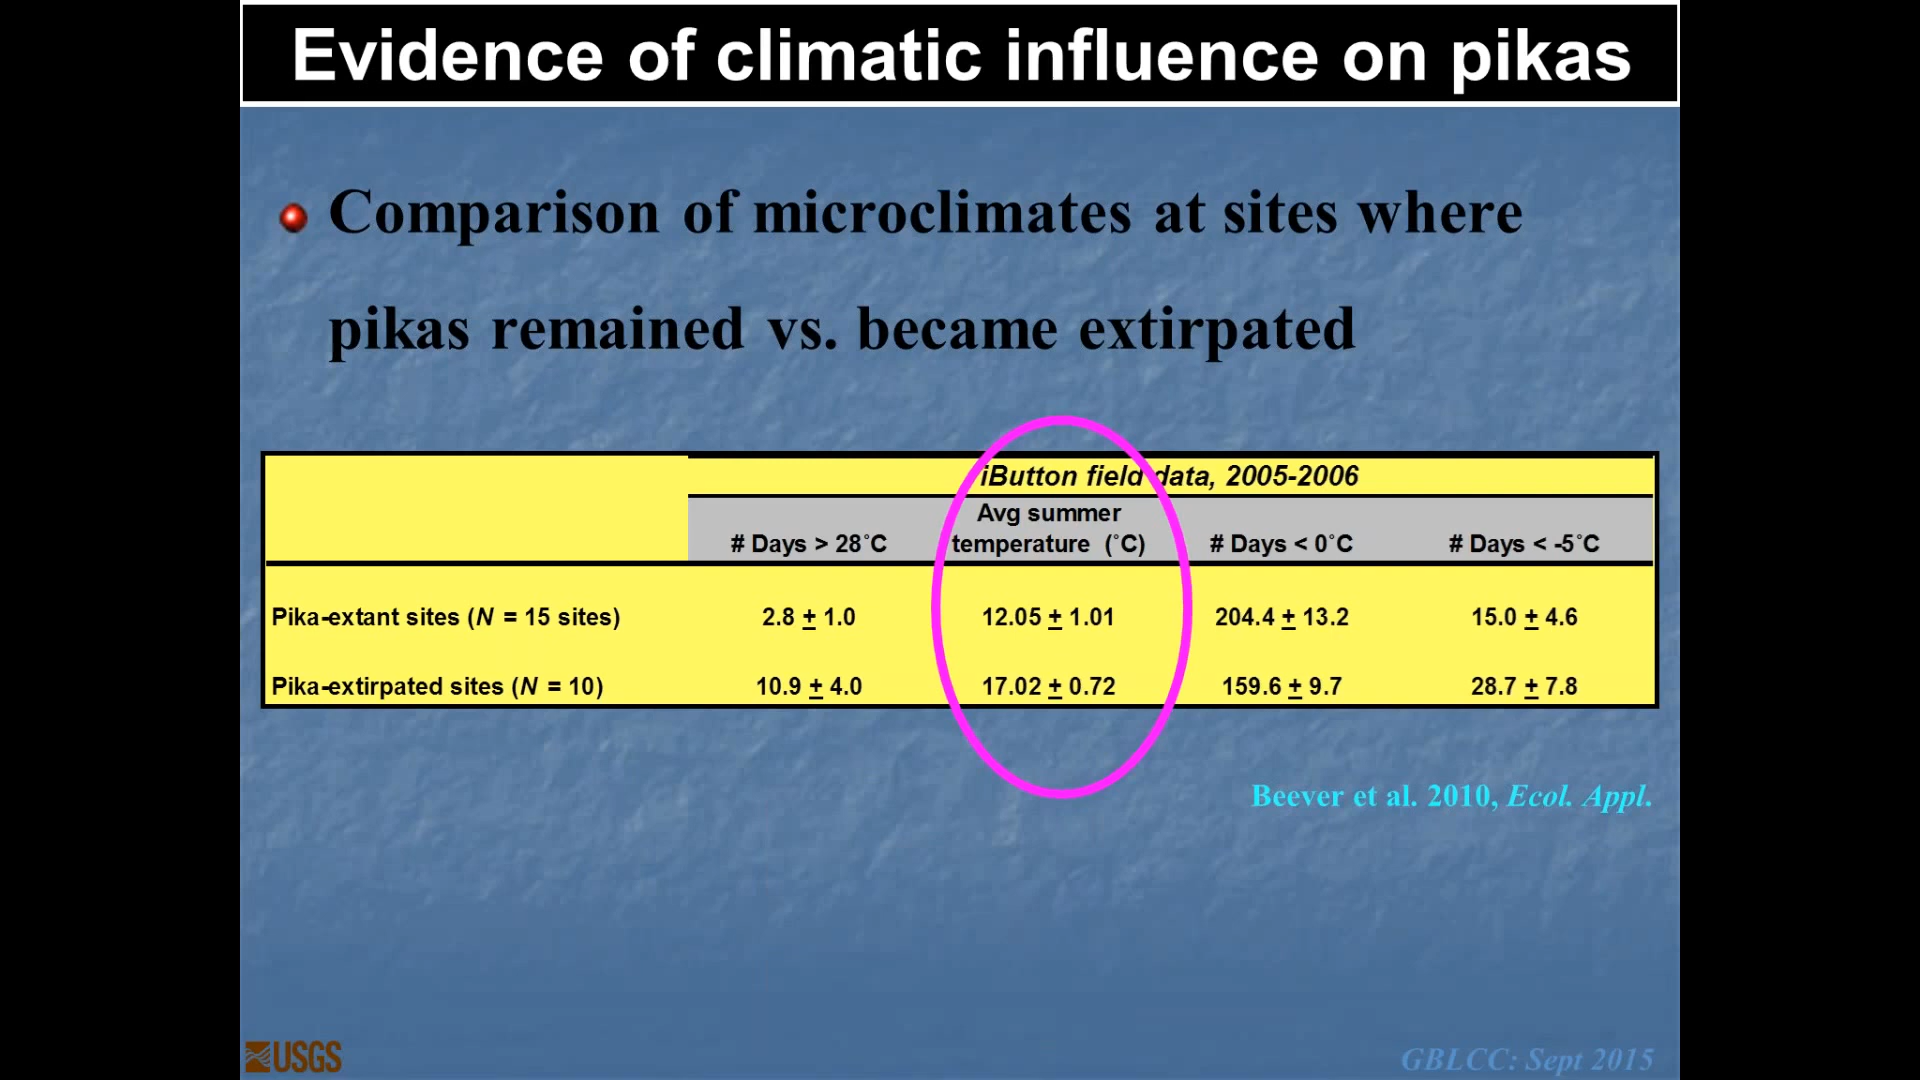 Evidence of climatic influence on pikas
Comparison of microclimates at sites where
pikas remained vs. became extirpated
iButton field data, 2005-2006
# Days > 28˚C Avg summer temperature (˚C) # Days < 0˚C # Days < -5˚C
Pika-extant sites (N = 15 sites) 2.8 ± 1.0 12.05 ± 1.01 204.4 ± 13.2 15.0 ± 4.6
Pika-extirpated sites (N = 10) 10.9 ± 4.0 17.02 ± 0.72 159.6 ± 9.7 28.7 ± 7.8
Beever et al. 2010, Ecol. Appl.
USGS
GBLCC: Sept 2015